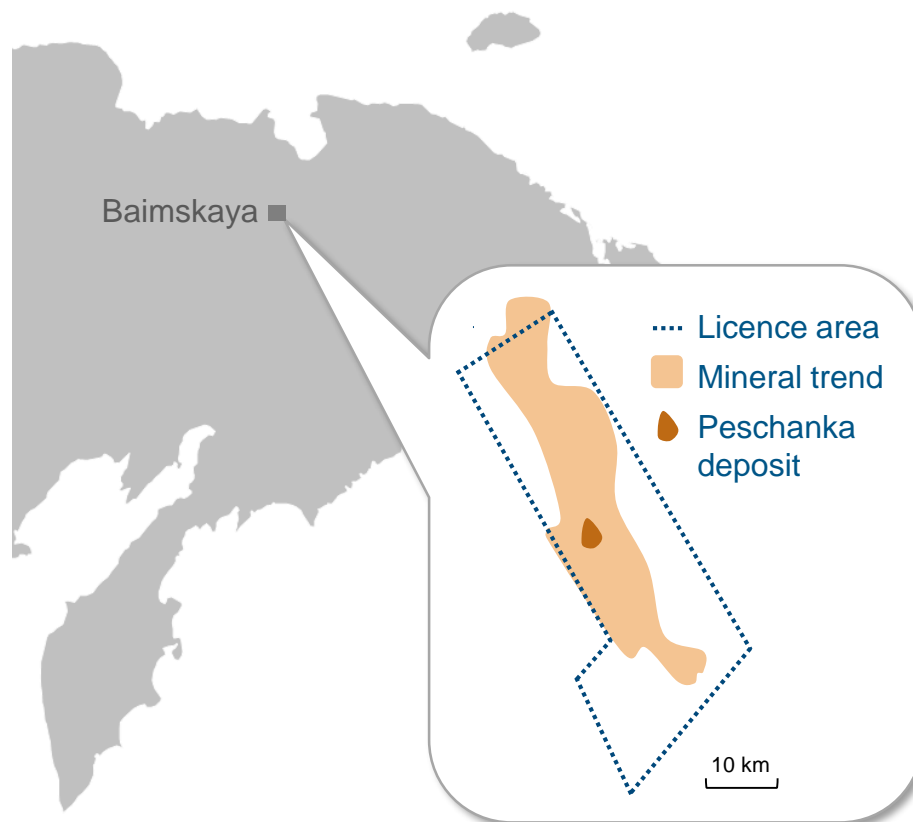 Baimskaya
Licence area
Mineral trend
Peschanka
deposit
10 km